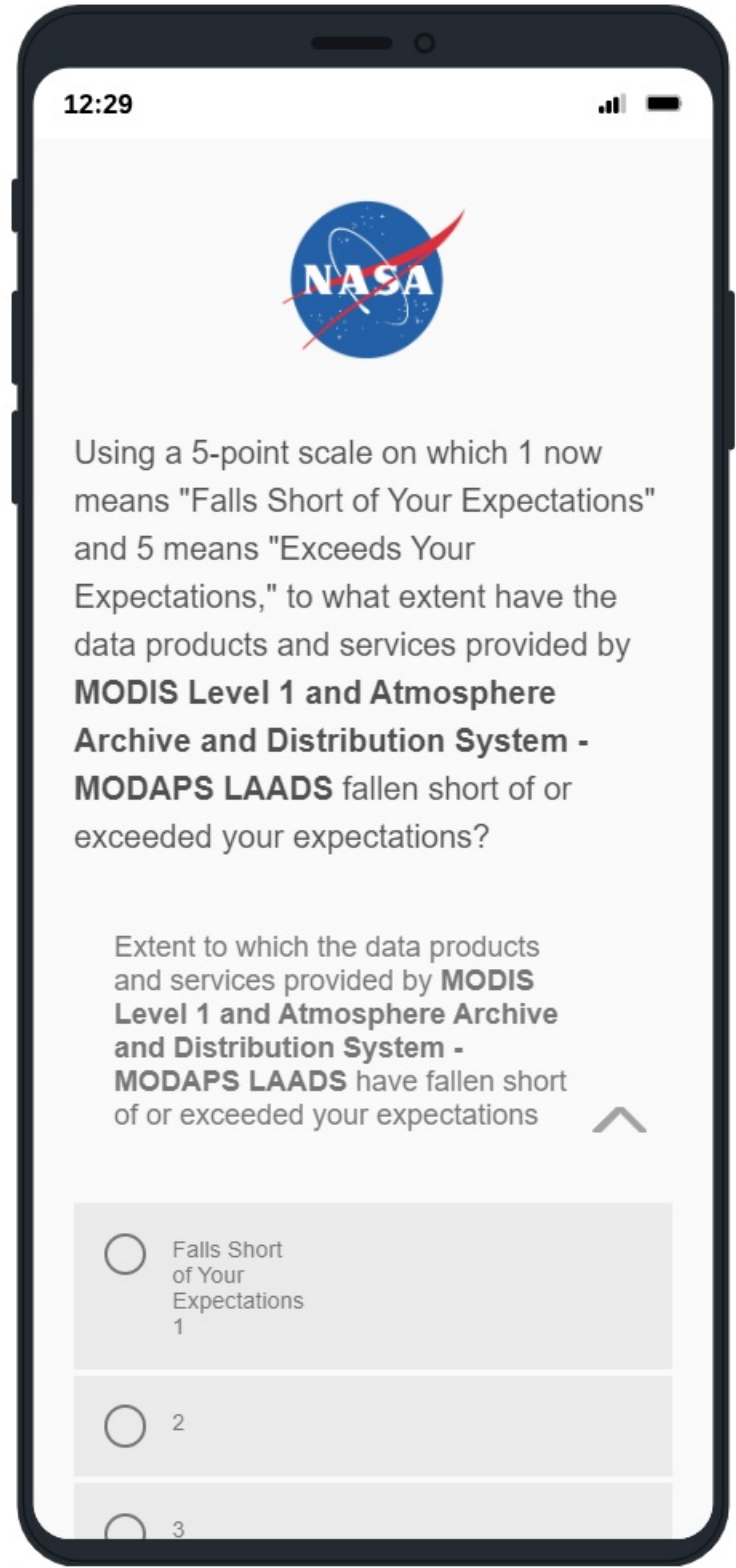 12:29
NASA
Using a 5-point scale on which 1 now
means "Falls Short of Your Expectations"
and 5 means "Exceeds Your
Expectations," to what extent have the
data products and services provided by
MODIS Level 1 and Atmosphere
Archive and Distribution System -
MODAPS LAADS fallen short of or
exceeded your expectations?
Extent to which the data products
and services provided by MODIS
Level 1 and Atmosphere Archive
and Distribution System -
MODAPS LAADS have fallen short
of or exceeded your expectations
Falls Short
of Your
Expectations
1
2
3